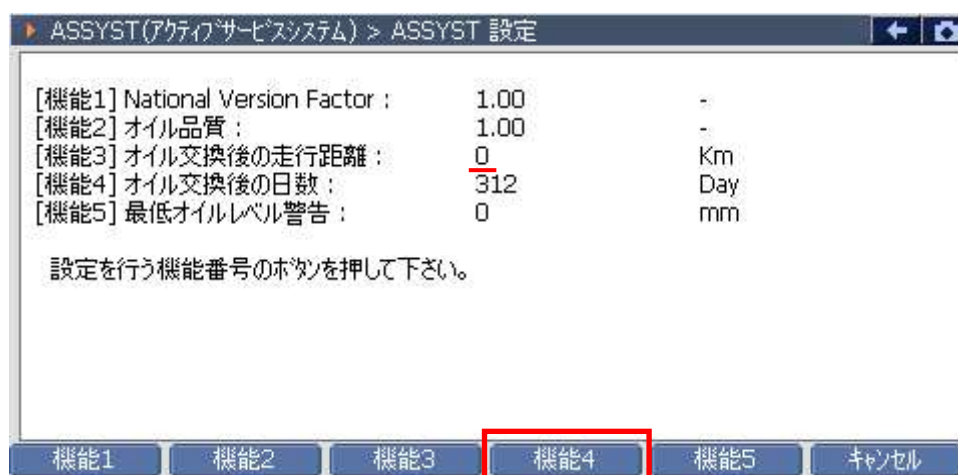 ASSYST(ｱｸﾃｨﾌﾞｻｰﾋﾞｽｼｽﾃﾑ) > ASSYST 設定
[機能1] National Version Factor : 1.00 -
[機能2] オイル品質 : 1.00 -
[機能3] オイル交換後の走行距離 : 0 Km
[機能4] オイル交換後の日数 : 312 Day
[機能5] 最低オイルレベル警告 : 0 mm
設定を行う機能番号のﾎﾞﾀﾝを押して下さい。
機能1 機能2 機能3 機能4 機能5 ｷｬﾝｾﾙ